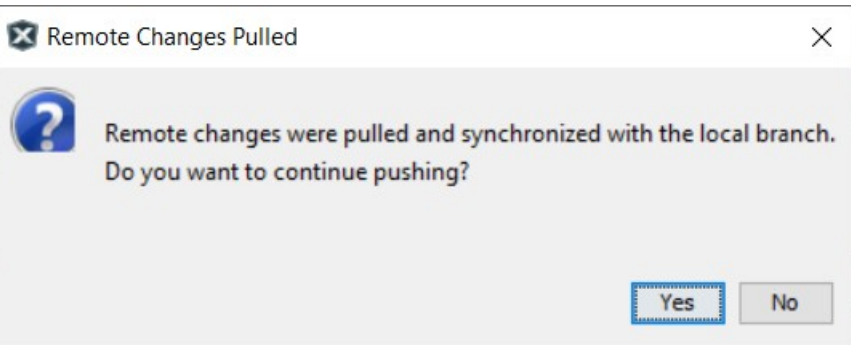 Remote Changes Pulled
Remote changes were pulled and synchronized with the local branch.
Do you want to continue pushing?
Yes No